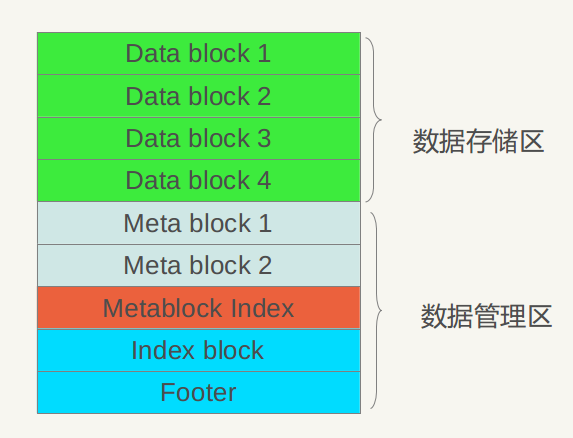 Data block 1
Data block 2
Data block 3
Data block 4
数据存储区
Meta block 1
Meta block 2
Metablock Index
Index block
Footer
数据管理区